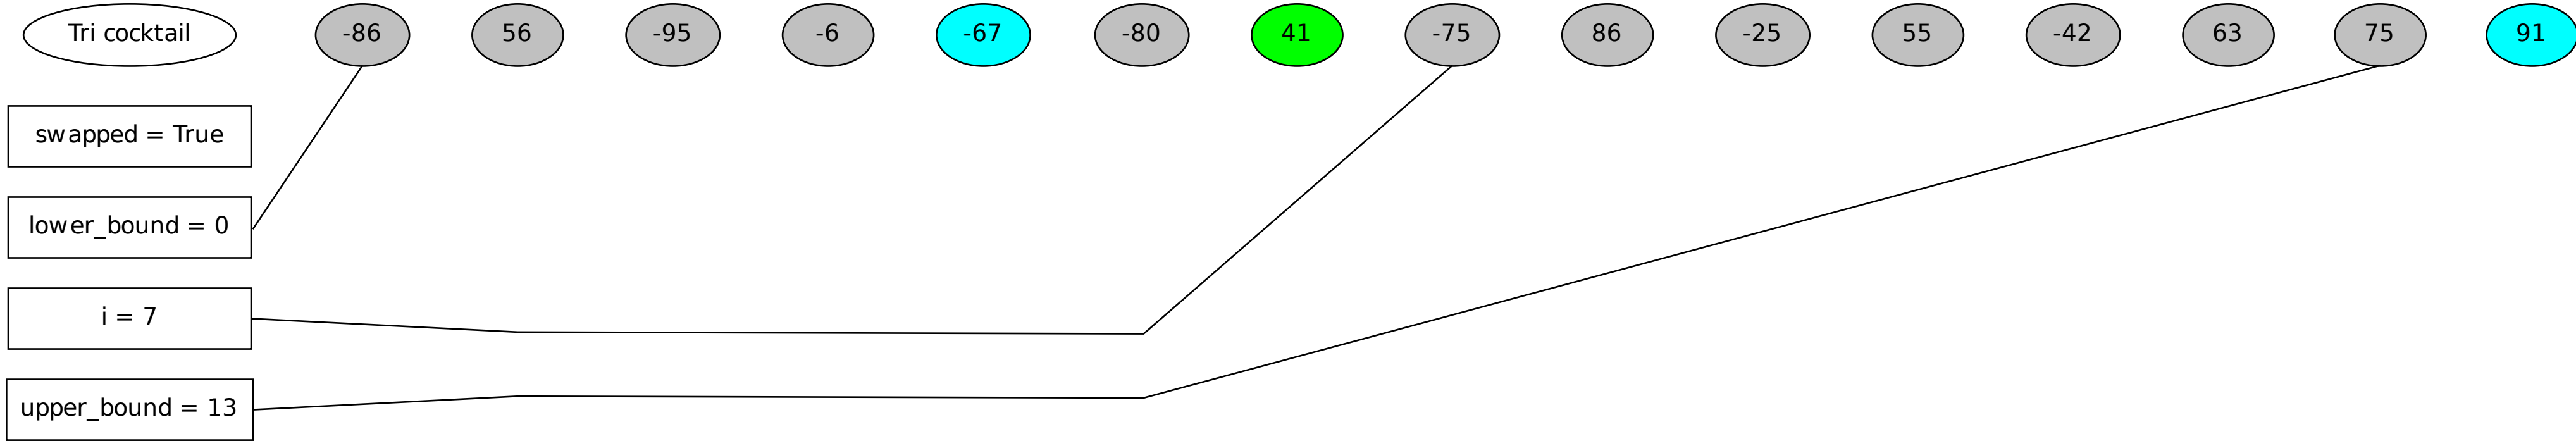 Tri cocktail -86 56 -95 -6 -67 -80 41 -75 86 -25 55 -42 63 75 91
swapped = True
lower_bound = 0
i = 7
upper_bound = 13